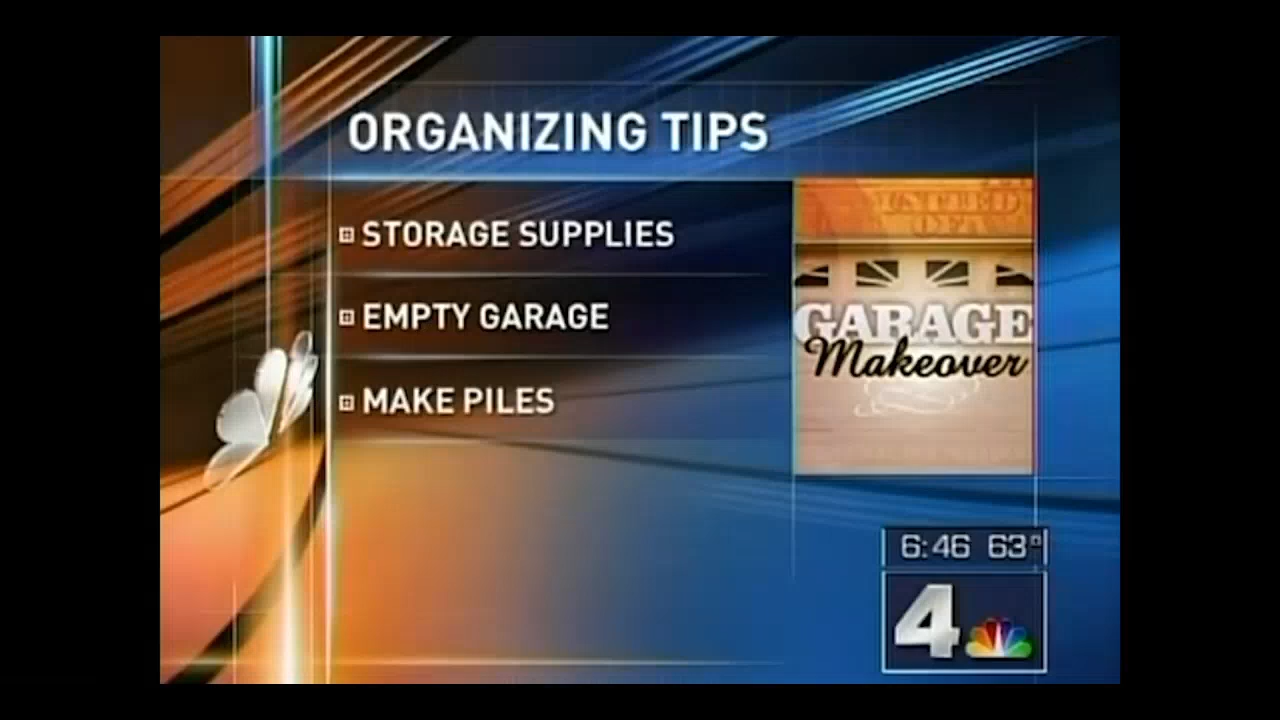 ORGANIZING TIPS
STORAGE SUPPLIES
EMPTY GARAGE
MAKE PILES
GARAGE
Makeover
6:46 63°
4